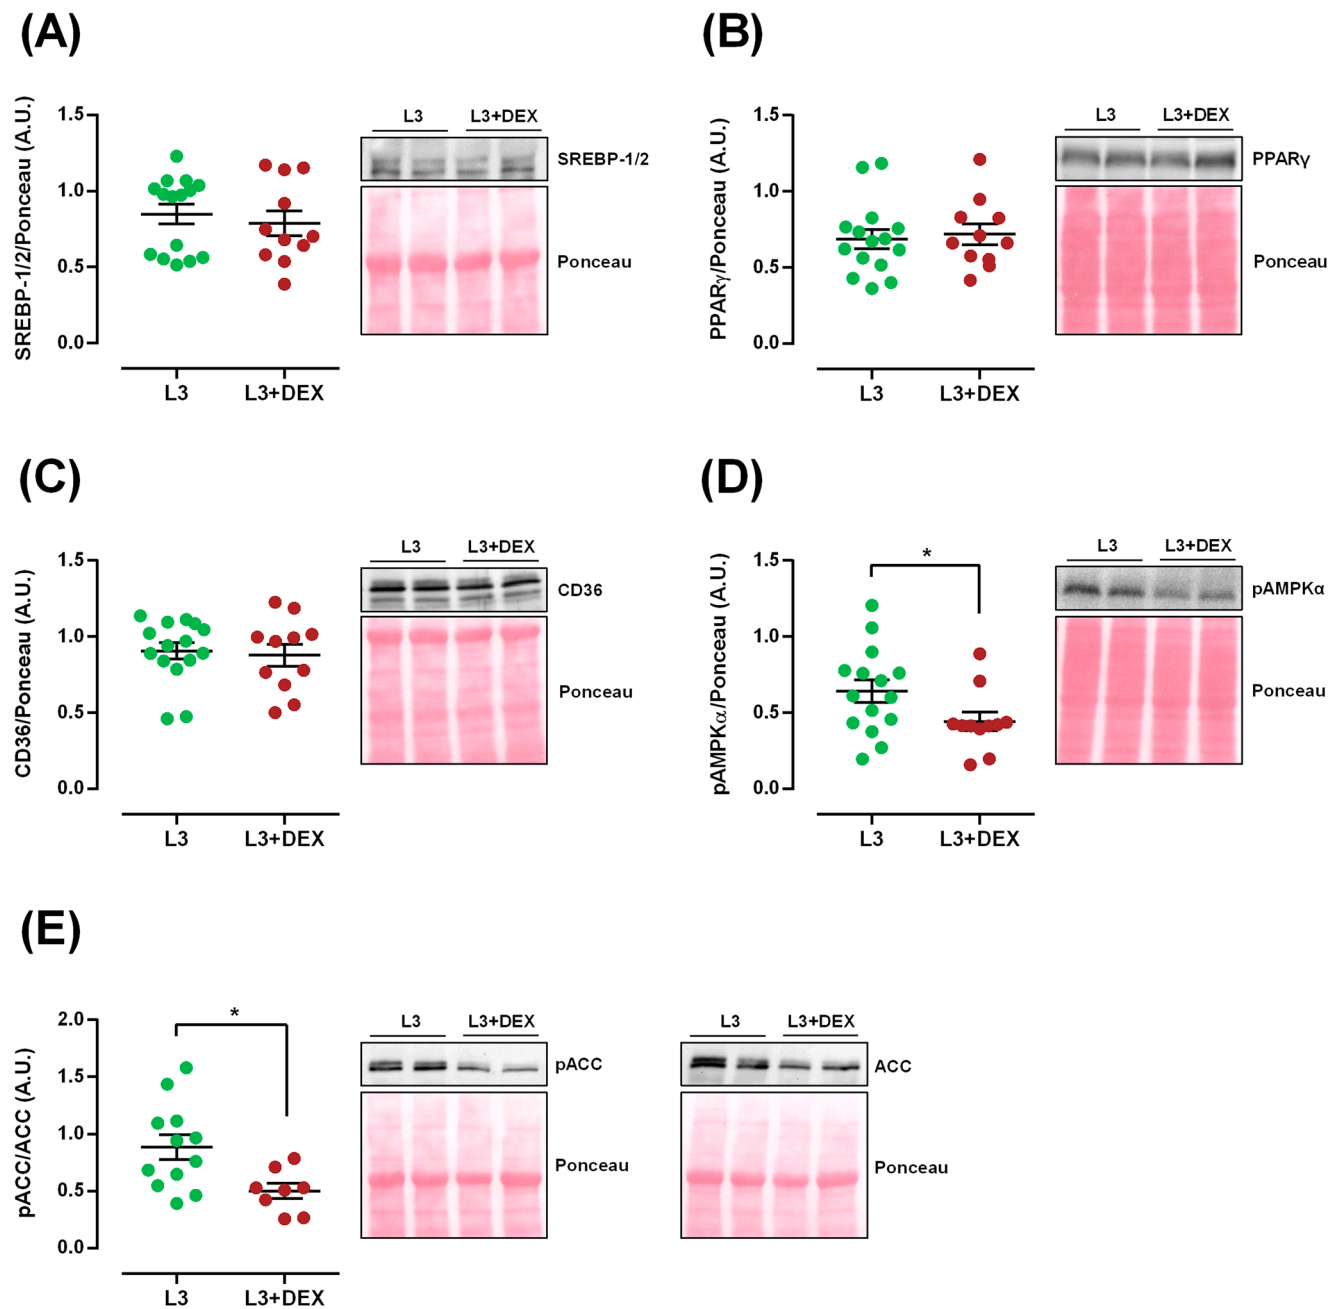 (A)
SREBP-1/2/Ponceau (A.U.)
1.5
1.0
0.5
0.0
L3
L3+DEX
L3
L3+DEX
SREBP-1/2
Ponceau
(B)
PPARγ/Ponceau (A.U.)
1.5
1.0
0.5
0.0
L3
L3+DEX
L3
L3+DEX
PPARγ
Ponceau
(C)
CD36/Ponceau (A.U.)
1.5
1.0
0.5
0.0
L3
L3+DEX
L3
L3+DEX
CD36
Ponceau
(D)
pAMPKα/Ponceau (A.U.)
1.5
1.0
0.5
0.0
*
L3
L3+DEX
L3
L3+DEX
pAMPKα
Ponceau
(E)
pACC/ACC (A.U.)
2.0
1.5
1.0
0.5
0.0
*
L3
L3+DEX
L3
L3+DEX
pACC
Ponceau
L3
L3+DEX
ACC
Ponceau